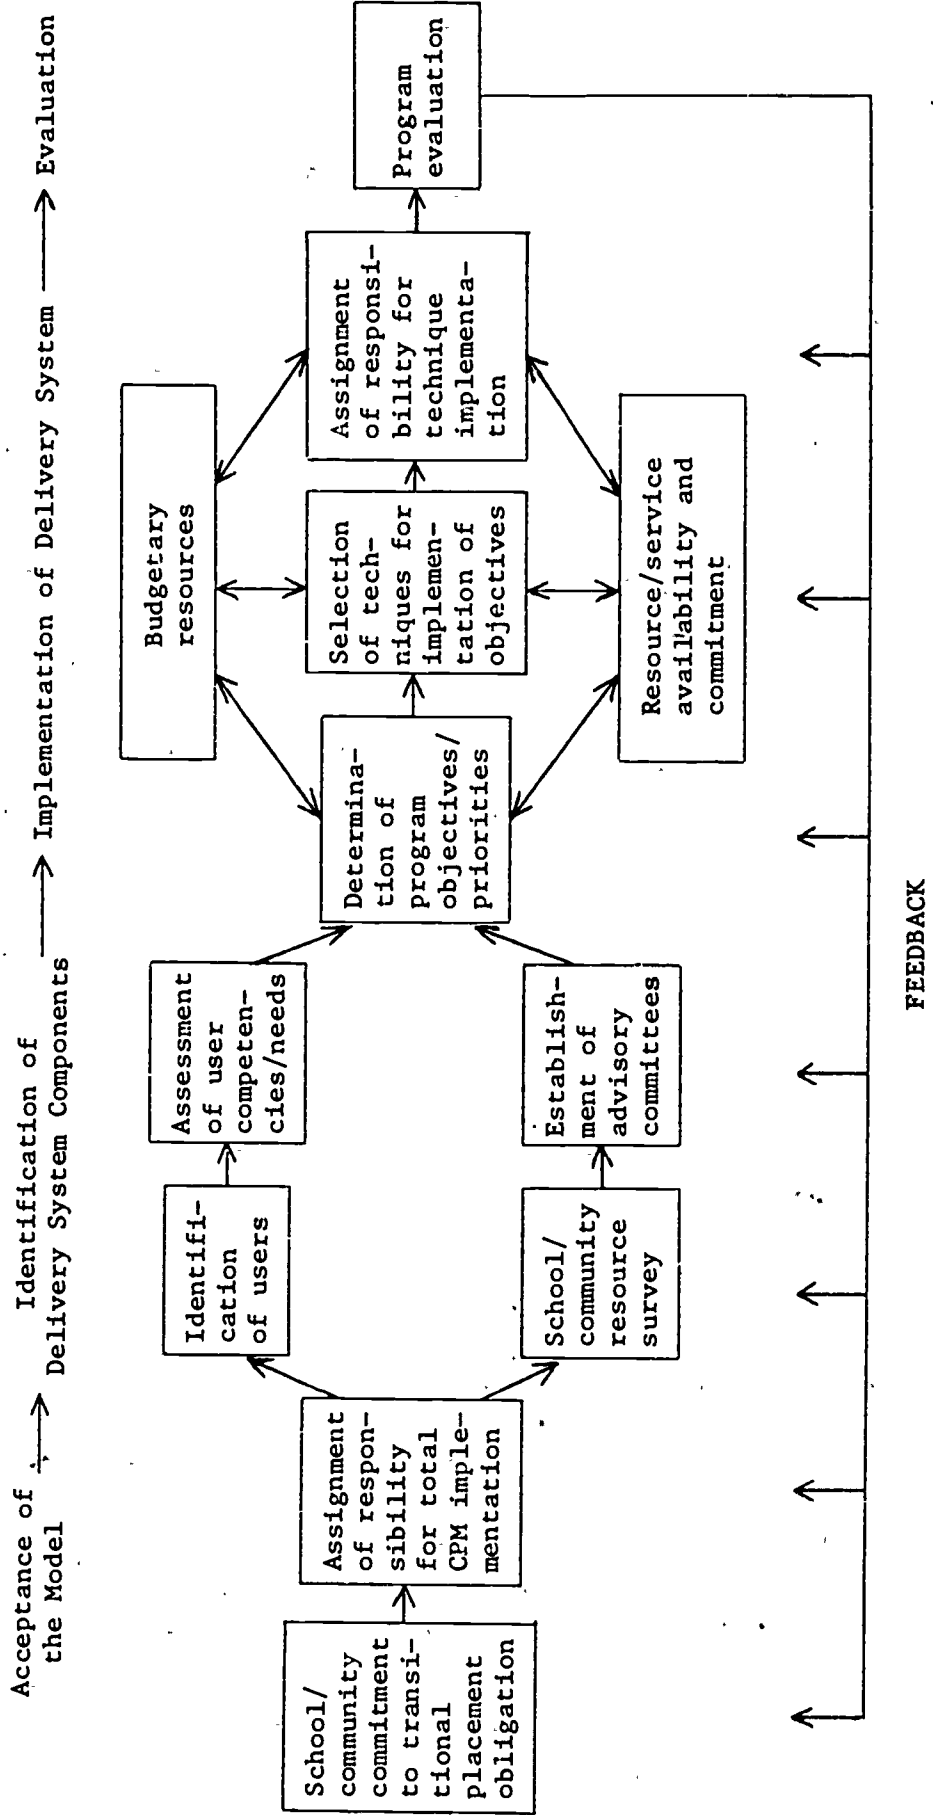 Acceptance of
the Model
Identification of
Delivery System Components
Implementation of Delivery System
Evaluation
School/
community
commitment
to transi-
tional
placement
obligation
Assignment
of respon-
sibility
for total
CPM imple-
mentation
Identifi-
cation
of users
Assessment
of user
competen-
cies/needs
School/
community
resource
survey
Establish-
ment of
advisory
committees
Determina-
tion of
program
objectives/
priorities
Budgetary
resources
Selection
of tech-
niques for
implemen-
tation of
objectives
Resource/service
availability and
commitment
Assignment
of responsi-
bility for
technique
implementa-
tion
Program
evaluation
FEEDBACK